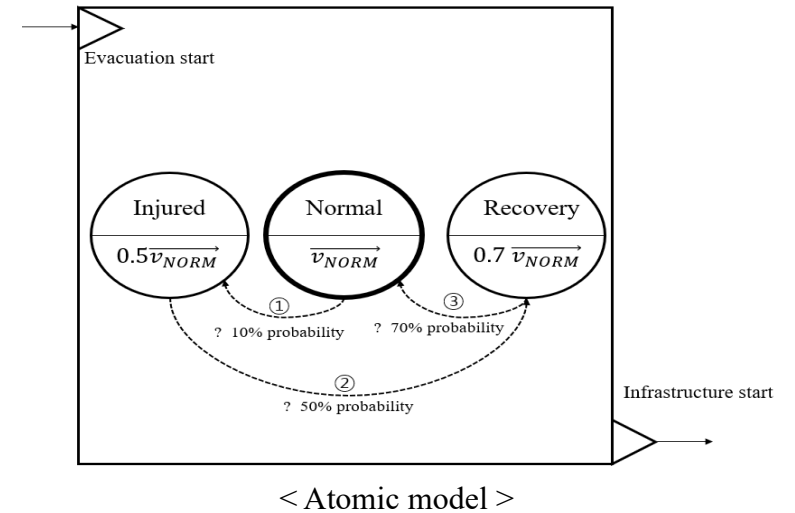 Evacuation start
Injured
0.5v_NORM
Normal
v_NORM
Recovery
0.7 v_NORM
①
? 10% probability
③
? 70% probability
②
? 50% probability
Infrastructure start
< Atomic model >